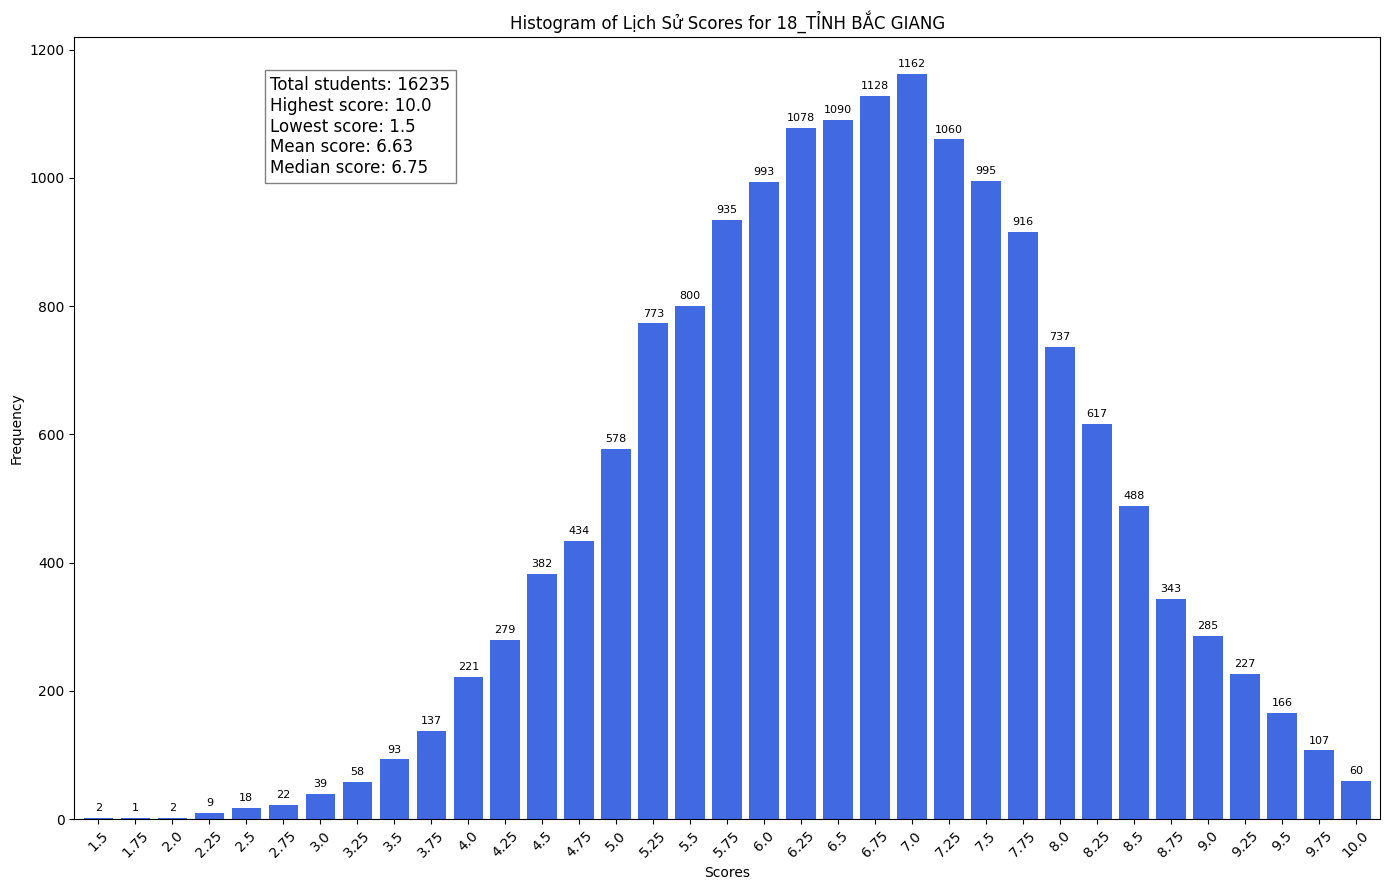 Histogram of Lịch Sử Scores for 18_TỈNH BẮC GIANG
Total students: 16235
Highest score: 10.0
Lowest score: 1.5
Mean score: 6.63
Median score: 6.75
Frequency
1200
1000
800
600
400
200
0
2 1 2 9 18 22 39 58 93 137 221 279 382 434 578 773 800 935 993 1078 1090 1128 1162 1060 995 916 737 617 488 343 285 227 166 107 60
1.5 1.75 2.0 2.25 2.5 2.75 3.0 3.25 3.5 3.75 4.0 4.25 4.5 4.75 5.0 5.25 5.5 5.75 6.0 6.25 6.5 6.75 7.0 7.25 7.5 7.75 8.0 8.25 8.5 8.75 9.0 9.25 9.5 9.75 10.0
Scores